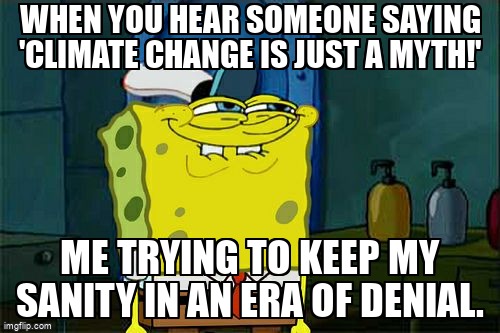 WHEN YOU HEAR SOMEONE SAYING
'CLIMATE CHANGE IS JUST A MYTH!'
ME TRYING TO KEEP MY
SANITY IN AN ERA OF DENIAL.
imgflip.com